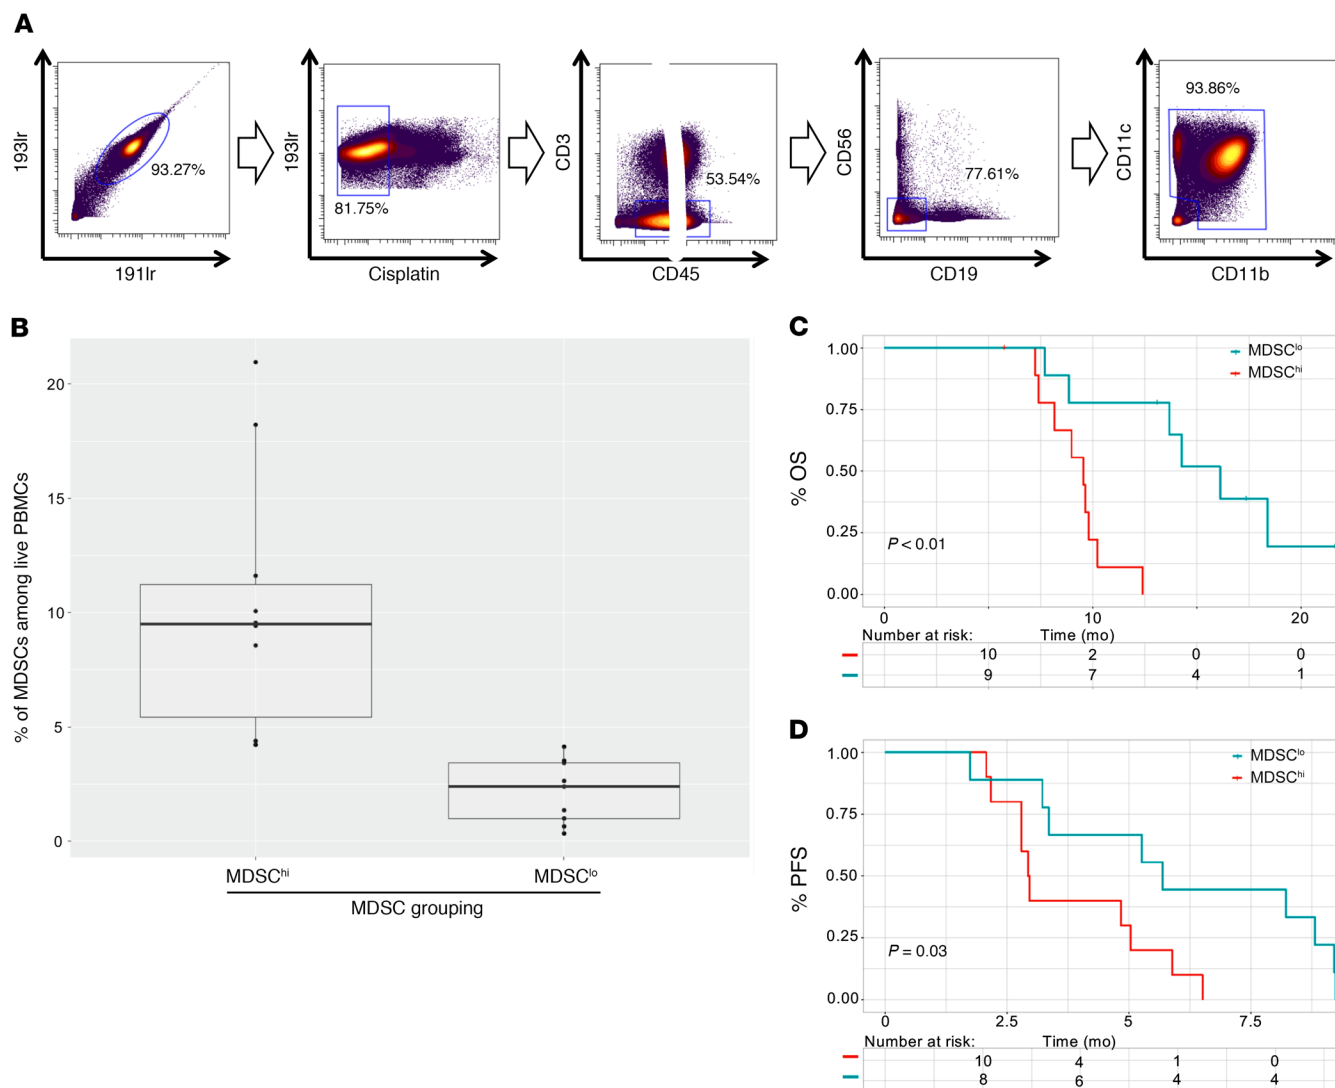 A
193Ir
93.27%
191Ir
193Ir
81.75%
Cisplatin
CD3
53.54%
CD45
CD56
77.61%
CD19
CD11c
93.86%
CD11b
B
% of MDSCs among live PBMCs
20
15
10
5
0
MDSChi
MDSClo
MDSC grouping
C
% OS
1.00
0.75
0.50
0.25
0.00
MDSClo
MDSChi
P < 0.01
0 10 20
Number at risk: Time (mo)
10 2 0 0
9 7 4 1
D
% PFS
1.00
0.75
0.50
0.25
0.00
MDSClo
MDSChi
P = 0.03
0 2.5 5 7.5
Number at risk: Time (mo)
10 4 1 0
8 6 4 4